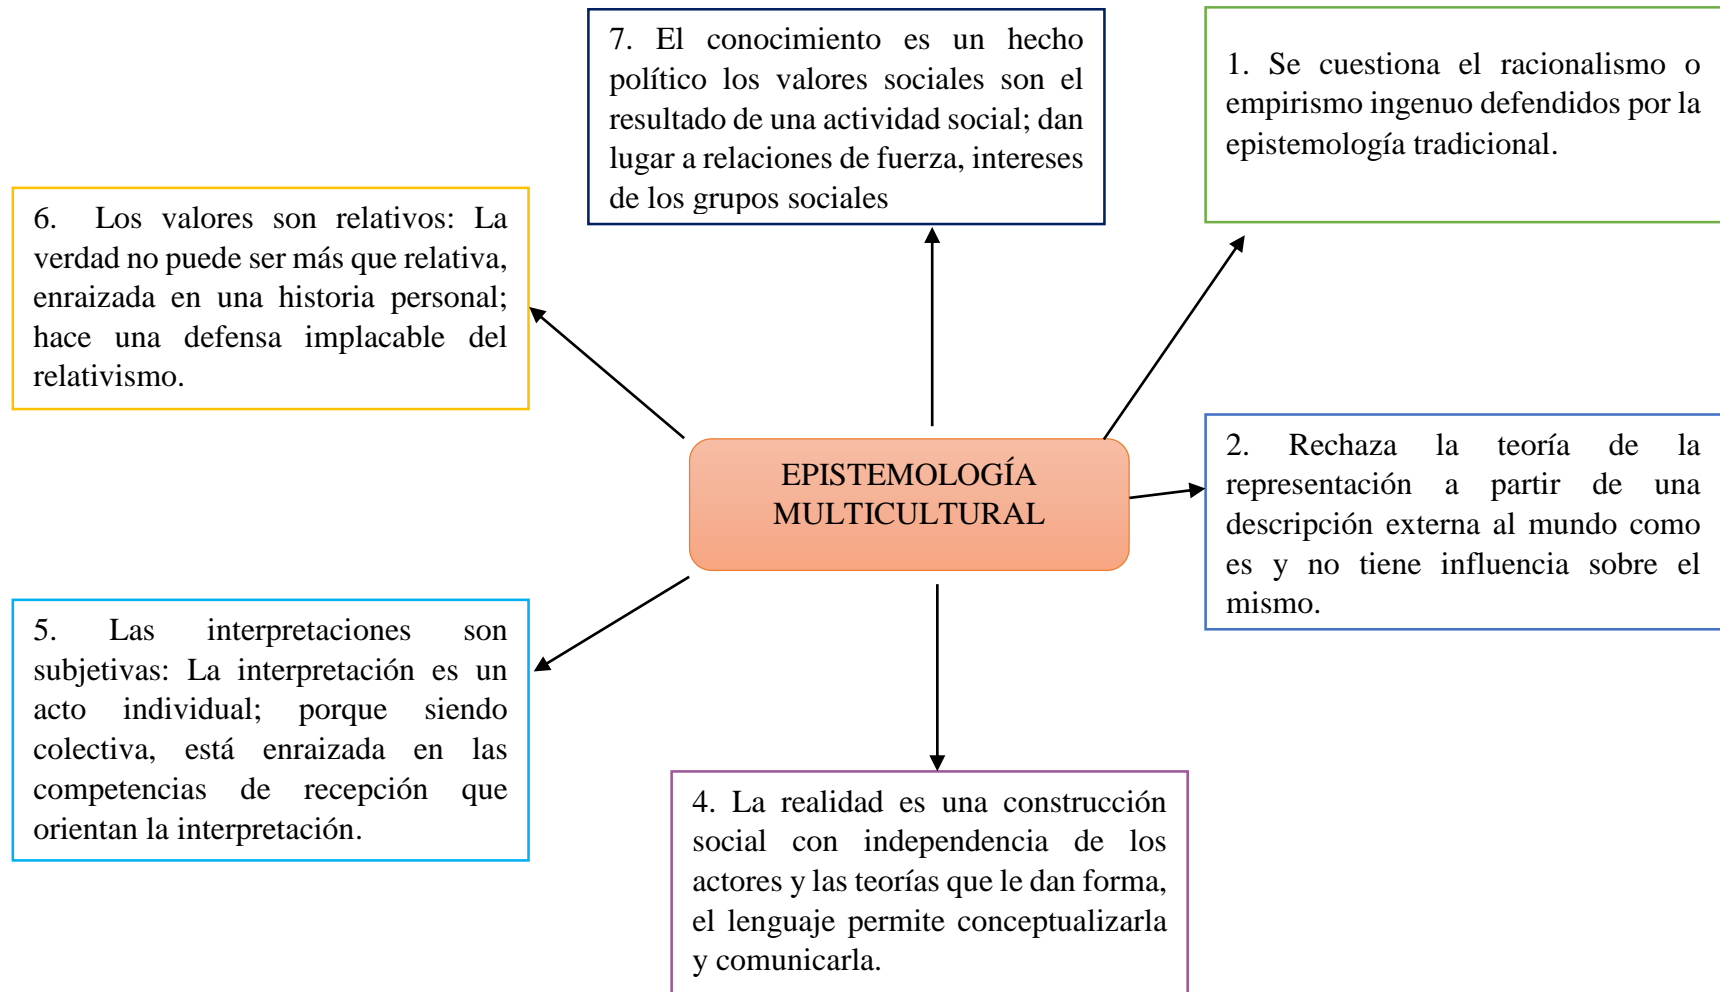 7. El conocimiento es un hecho
político los valores sociales son el
resultado de una actividad social; dan
lugar a relaciones de fuerza, intereses
de los grupos sociales
1. Se cuestiona el racionalismo o
empirismo ingenuo defendidos por la
epistemología tradicional.
6. Los valores son relativos: La
verdad no puede ser más que relativa,
enraizada en una historia personal;
hace una defensa implacable del
relativismo.
EPISTEMOLOGÍA
MULTICULTURAL
2. Rechaza la teoría de la
representación a partir de una
descripción externa al mundo como
es y no tiene influencia sobre el
mismo.
5. Las interpretaciones son
subjetivas: La interpretación es un
acto individual; porque siendo
colectiva, está enraizada en las
competencias de recepción que
orientan la interpretación.
4. La realidad es una construcción
social con independencia de los
actores y las teorías que le dan forma,
el lenguaje permite conceptualizarla
y comunicarla.